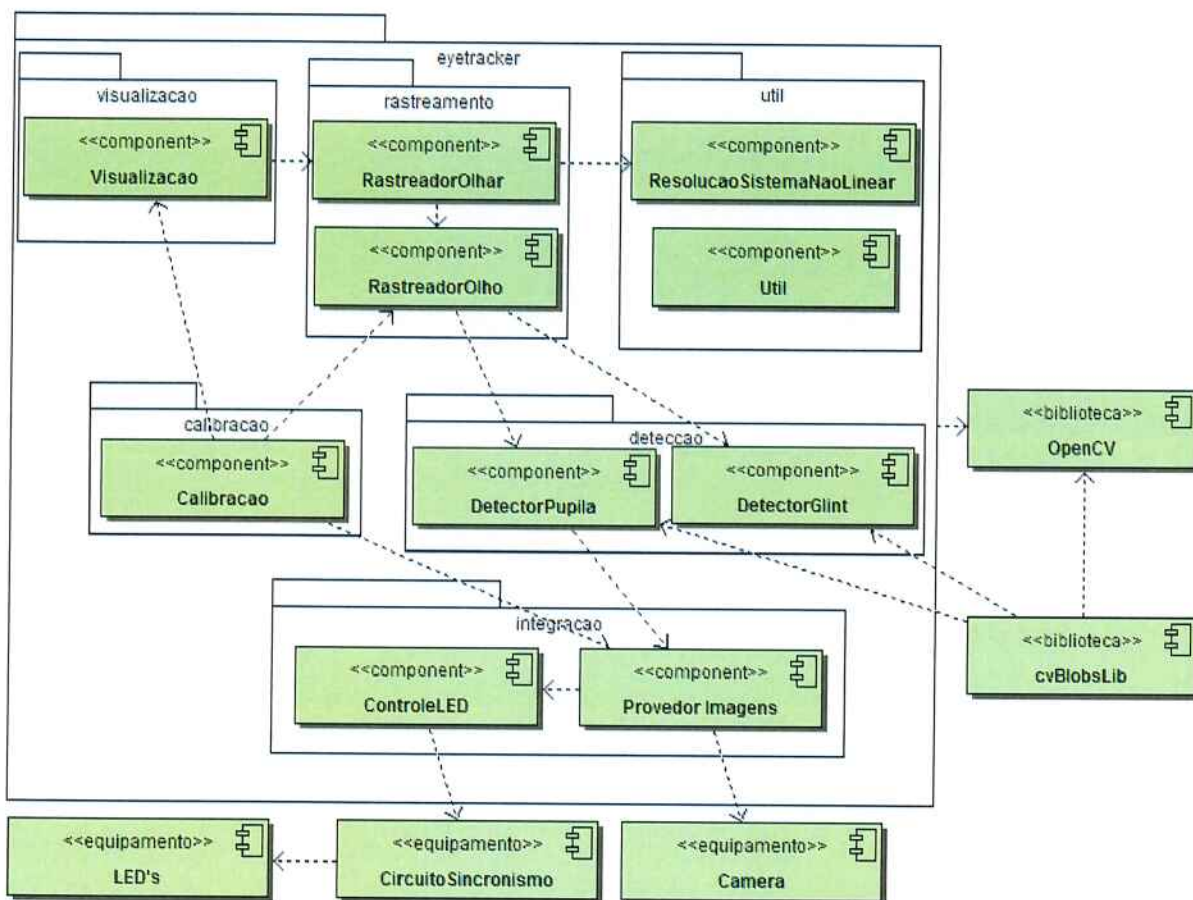 eyetracker
visualizacao
rastreamento
util
<<component>>
Visualizacao
<<component>>
RastreadorOlhar
<<component>>
ResolucaoSistemaNaoLinear
<<component>>
RastreadorOlho
<<component>>
Util
calibracao
deteccao
<<component>>
Calibracao
<<component>>
DetectorPupila
<<component>>
DetectorGlint
<<biblioteca>>
OpenCV
integracao
<<component>>
ControleLED
<<component>>
Provedor Imagens
<<biblioteca>>
cvBlobsLib
<<equipamento>>
LED's
<<equipamento>>
CircuitoSincronismo
<<equipamento>>
Camera